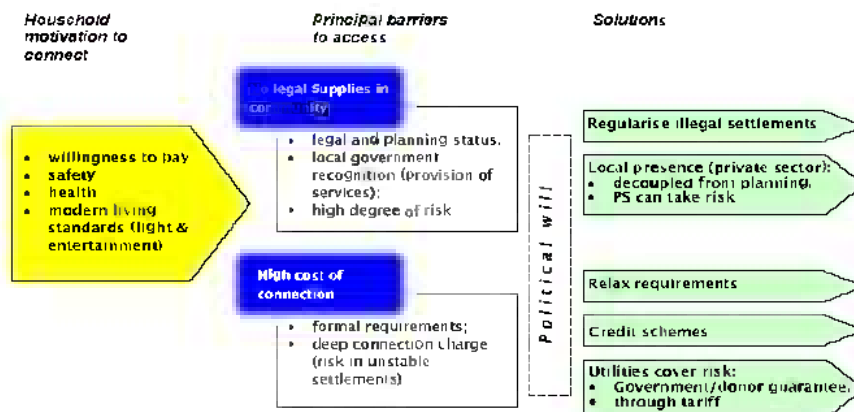 Household
motivation to
connect
Principal barriers
to access
Solutions
legal Supplies in
• willingness to pay
• safety
• health
• modern living
standards (light &
entertainment)
• legal and planning status,
• local government
recognition (provision of
services);
• high degree of risk
High cost of
connection
• formal requirements;
• deep connection charge
(risk in unstable
settlements)
Political will
Regularise illegal settlements
Local presence (private sector):
• decoupled from planning,
• PS can take risk
Relax requirements
Credit schemes
Utilities cover risk:
• Government/donor guarantee,
• through tariff